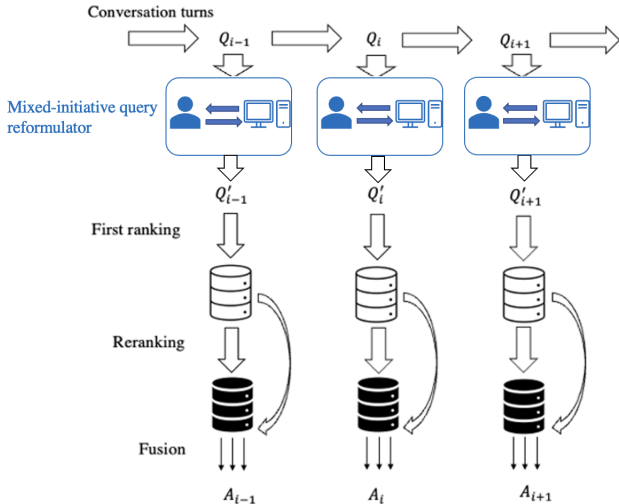 Conversation turns
Q_{i−1} Q_i Q_{i+1}
Mixed-initiative query
reformulator
Q′_{i−1} Q′_i Q′_{i+1}
First ranking
Reranking
Fusion
A_{i−1} A_i A_{i+1}